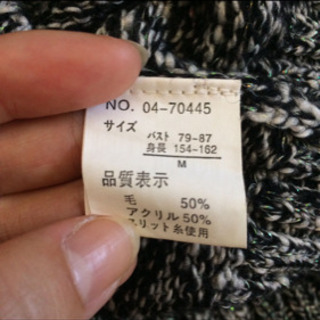 NO. 04-70445
サイズ
バスト 79-87
身長 154-162
M
品質表示
毛 50%
アクリル 50%
スリット糸使用